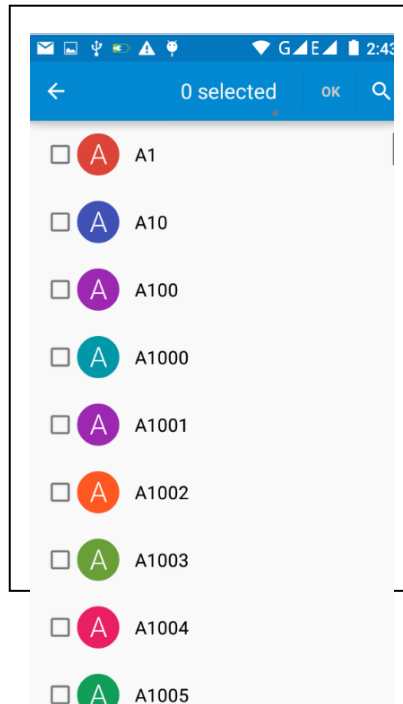 G E 2:43
0 selected OK
A A1
A A10
A A100
A A1000
A A1001
A A1002
A A1003
A A1004
A A1005